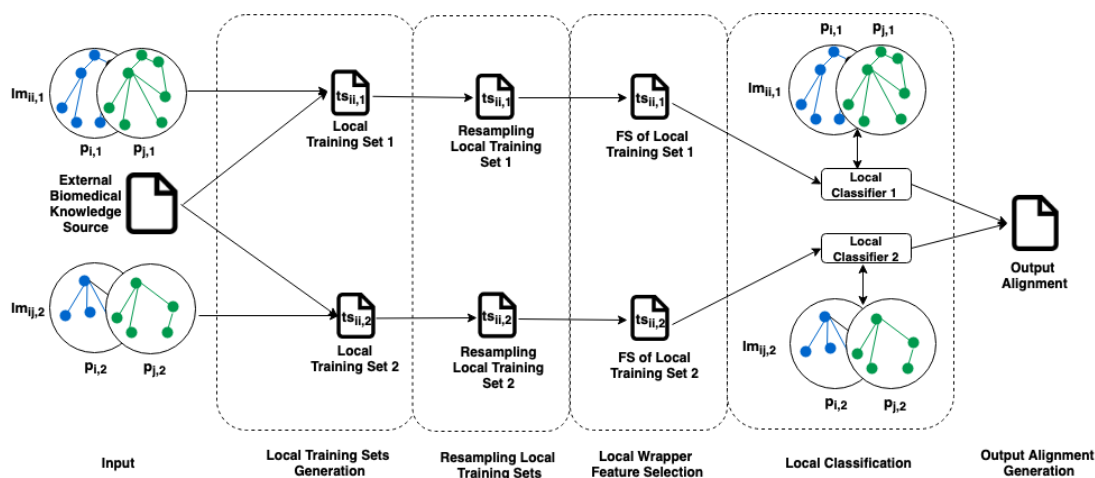 lm_ii,1
p_i,1
p_j,1
External
Biomedical
Knowledge
Source
lm_ij,2
p_i,2
p_j,2
Input
ts_ii,1
Local
Training Set 1
ts_ii,2
Local
Training Set 2
Local Training Sets
Generation
ts_ii,1
Resampling
Local Training
Set 1
ts_ii,2
Resampling
Local Training
Set 2
Resampling Local
Training Sets
ts_ii,1
FS of Local
Training Set 1
ts_ii,2
FS of Local
Training Set 2
Local Wrapper
Feature Selection
p_i,1
p_j,1
lm_ii,1
Local
Classifier 1
Local
Classifier 2
lm_ij,2
p_i,2
p_j,2
Local Classification
Output
Alignment
Output Alignment
Generation